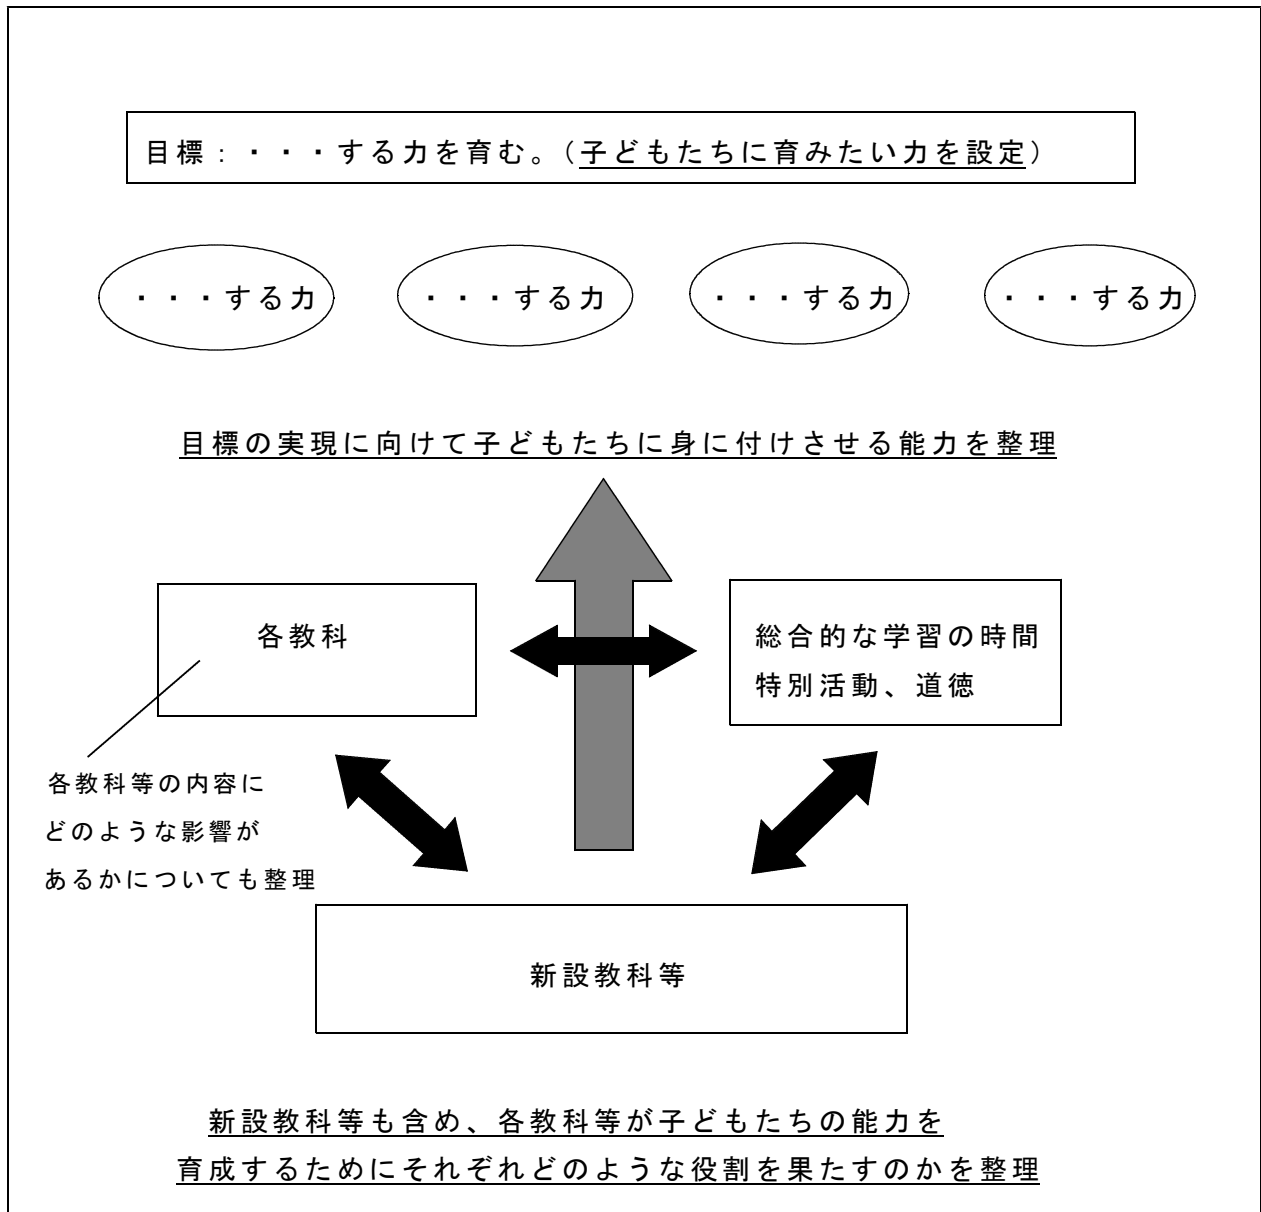 目標：・・・する力を育む。（子どもたちに育みたい力を設定）
・・・する力
・・・する力
・・・する力
・・・する力
目標の実現に向けて子どもたちに身に付けさせる能力を整理
各教科
総合的な学習の時間
特別活動、道徳
各教科等の内容に
どのような影響が
あるかについても整理
新設教科等
新設教科等も含め、各教科等が子どもたちの能力を
育成するためにそれぞれどのような役割を果たすのかを整理